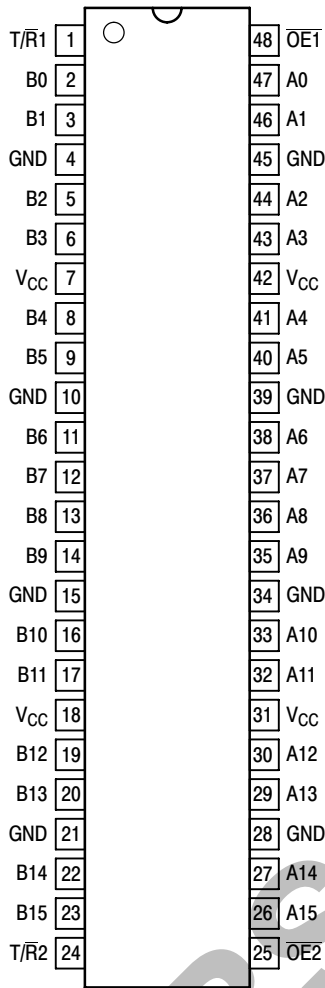 T/R̅1 1 48 O̅E̅1̅
B0 2 47 A0
B1 3 46 A1
GND 4 45 GND
B2 5 44 A2
B3 6 43 A3
VCC 7 42 VCC
B4 8 41 A4
B5 9 40 A5
GND 10 39 GND
B6 11 38 A6
B7 12 37 A7
B8 13 36 A8
B9 14 35 A9
GND 15 34 GND
B10 16 33 A10
B11 17 32 A11
VCC 18 31 VCC
B12 19 30 A12
B13 20 29 A13
GND 21 28 GND
B14 22 27 A14
B15 23 26 A15
T/R̅2 24 25 O̅E̅2̅